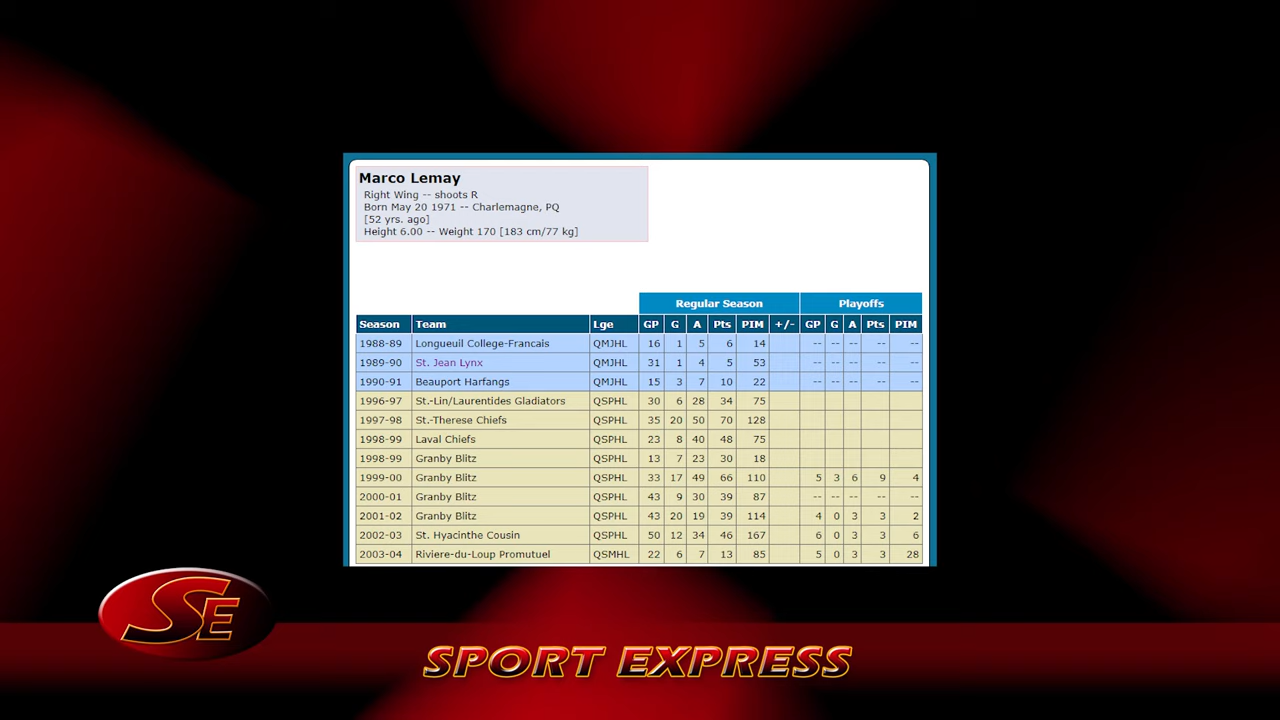 Marco Lemay
Right Wing -- shoots R
Born May 20 1971 -- Charlemagne, PQ
[52 yrs. ago]
Height 6.00 -- Weight 170 [183 cm/77 kg]
Regular Season Playoffs
Season Team Lge GP G A Pts PIM +/- GP G A Pts PIM
1988-89 Longueuil College-Francais QMJHL 16 1 5 6 14 -- -- -- -- --
1989-90 St. Jean Lynx QMJHL 31 1 4 5 53 -- -- -- -- --
1990-91 Beauport Harfangs QMJHL 15 3 7 10 22 -- -- -- -- --
1996-97 St.-Lin/Laurentides Gladiators QSPHL 30 6 28 34 75
1997-98 St.-Therese Chiefs QSPHL 35 20 50 70 128
1998-99 Laval Chiefs QSPHL 23 8 40 48 75
1998-99 Granby Blitz QSPHL 13 7 23 30 18
1999-00 Granby Blitz QSPHL 33 17 49 66 110 5 3 6 9 4
2000-01 Granby Blitz QSPHL 43 9 30 39 87 -- -- -- -- --
2001-02 Granby Blitz QSPHL 43 20 19 39 114 4 0 3 3 2
2002-03 St. Hyacinthe Cousin QSPHL 50 12 34 46 167 6 0 3 3 6
2003-04 Riviere-du-Loup Promutuel QSMHL 22 6 7 13 85 5 0 3 3 28
SE
SPORT EXPRESS